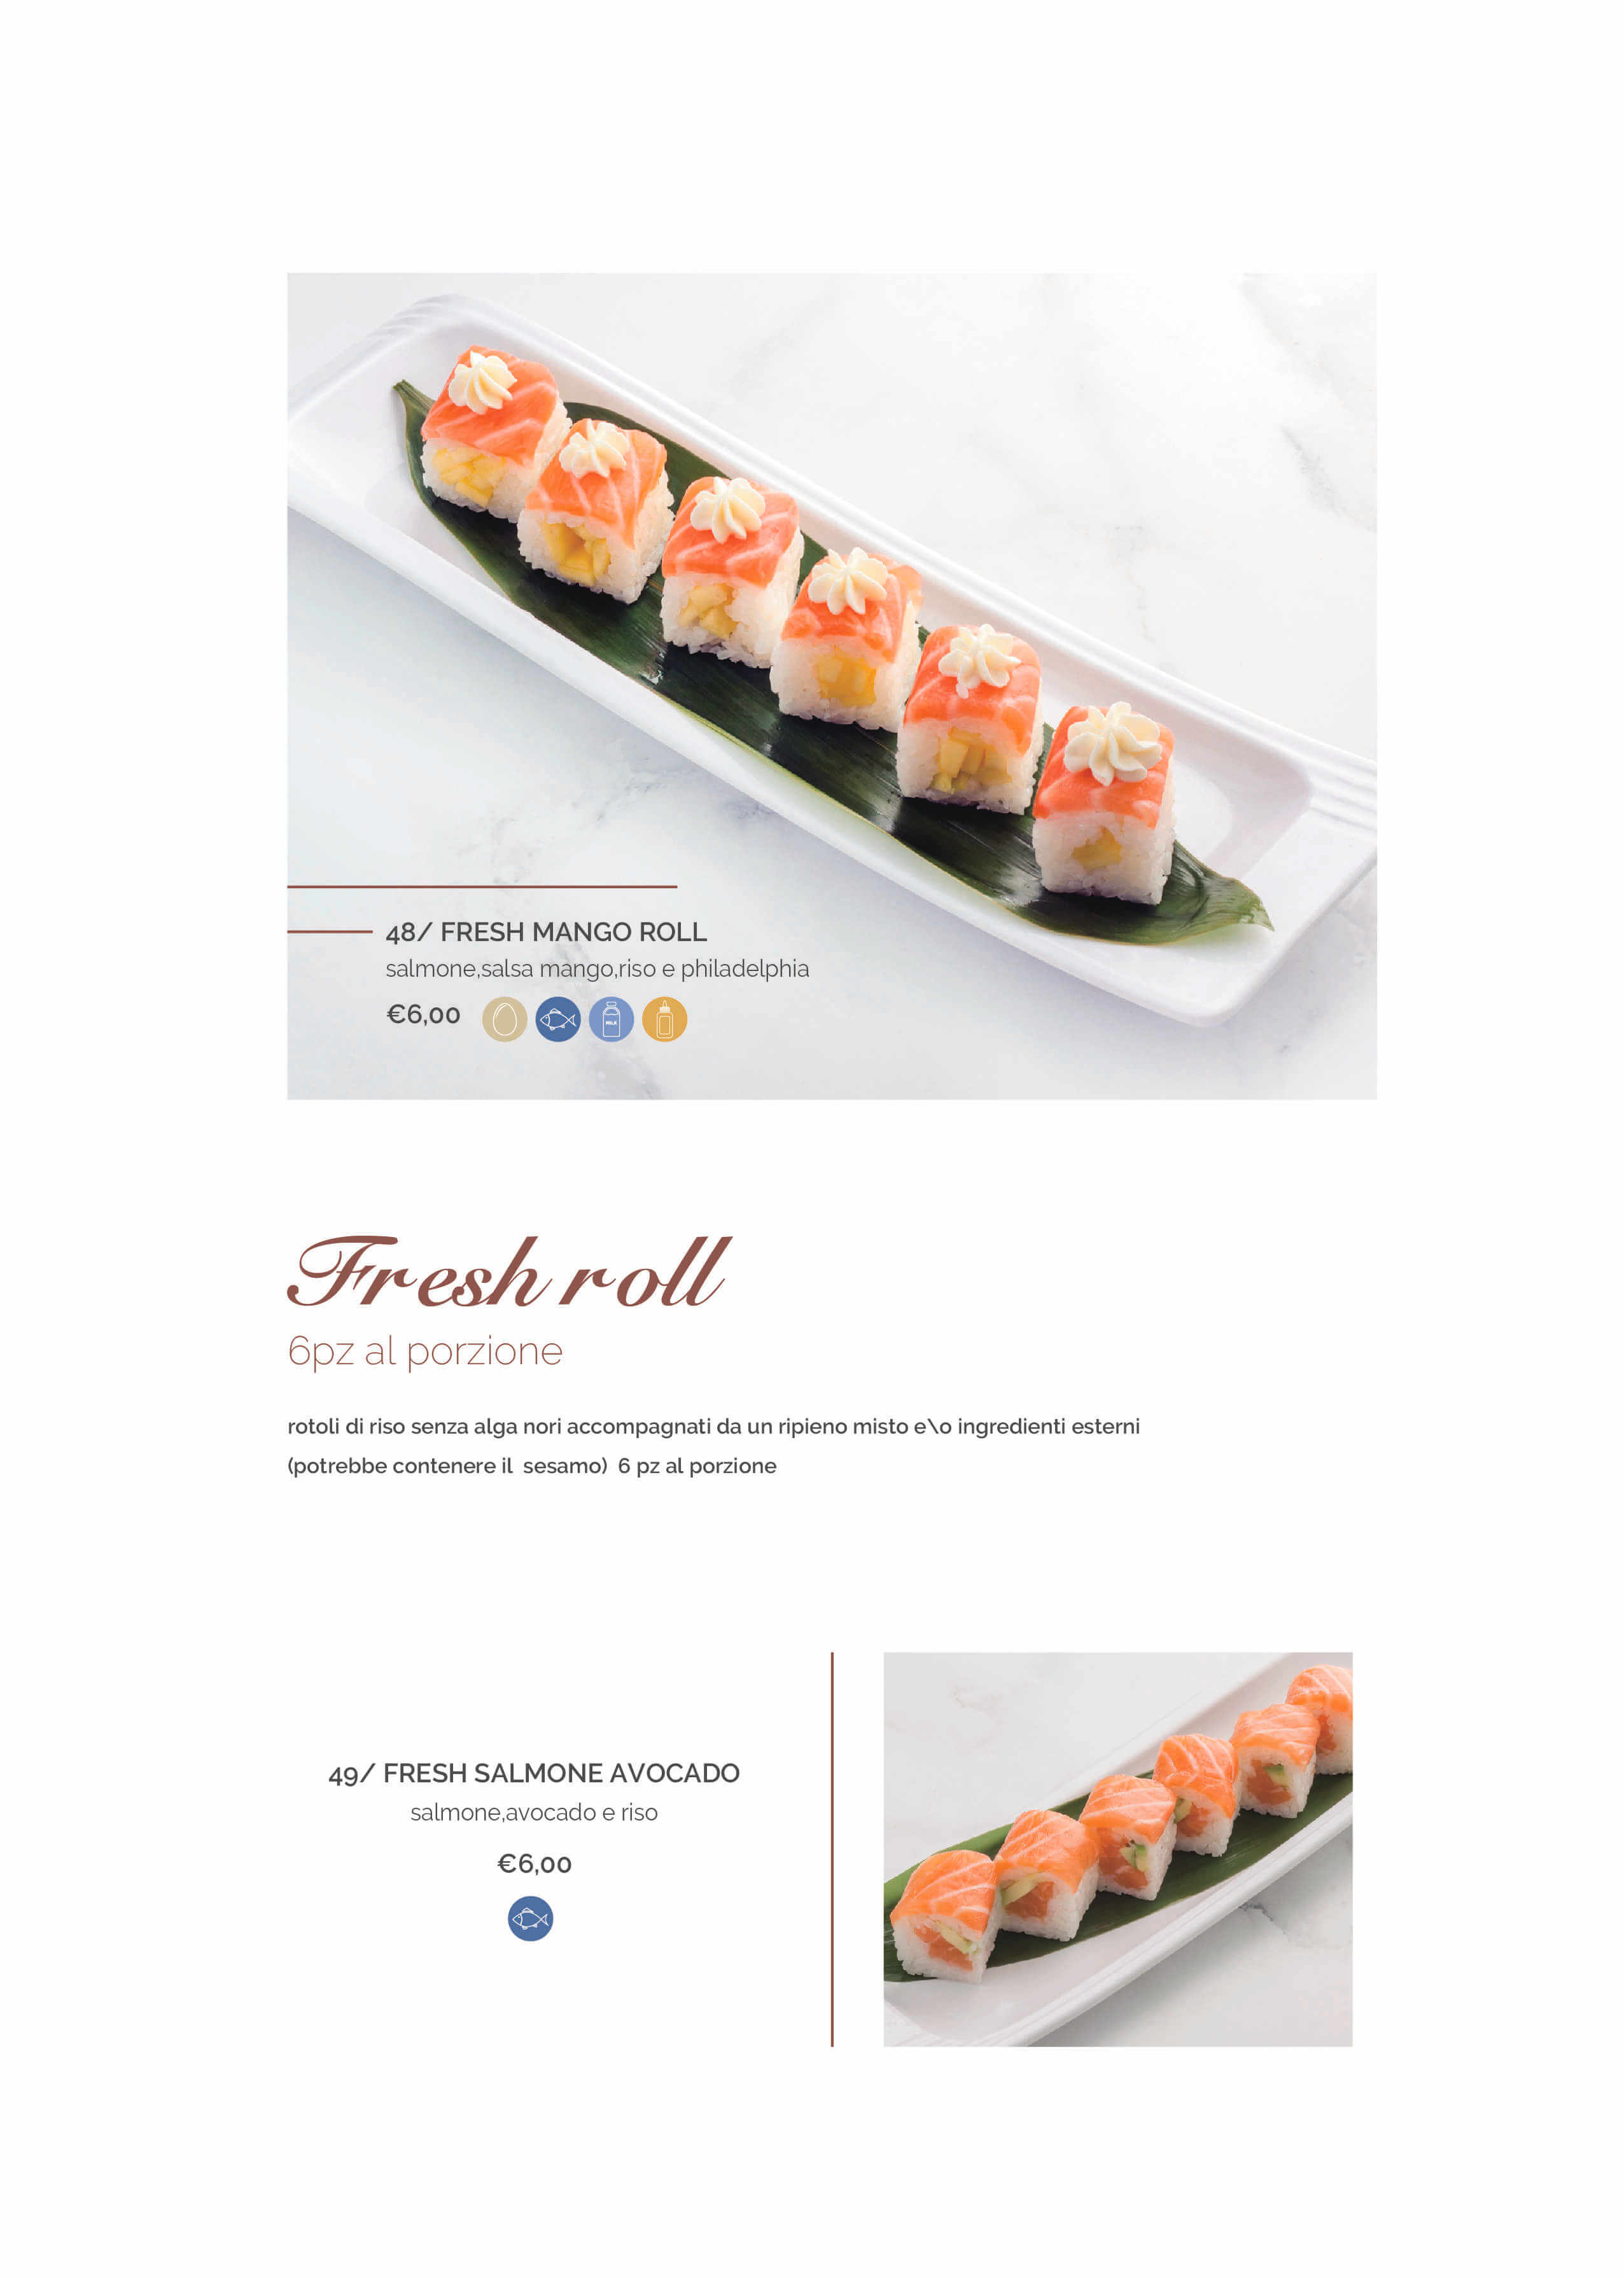 48/ FRESH MANGO ROLL
salmone,salsa mango,riso e philadelphia
€6,00
MILK
Fresh roll
6pz al porzione
rotoli di riso senza alga nori accompagnati da un ripieno misto e\o ingredienti esterni
(potrebbe contenere il  sesamo)  6 pz al porzione
49/ FRESH SALMONE AVOCADO
salmone,avocado e riso
€6,00